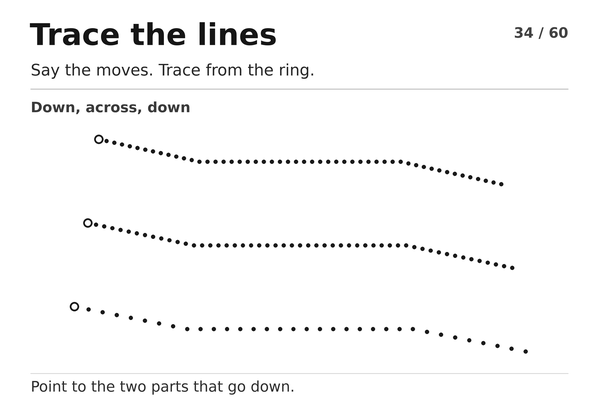 Trace the lines
34 / 60
Say the moves. Trace from the ring.
Down, across, down
Point to the two parts that go down.